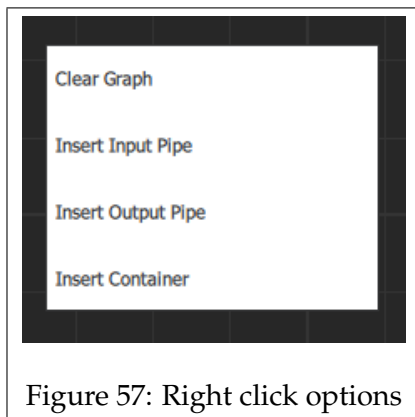 Clear Graph
Insert Input Pipe
Insert Output Pipe
Insert Container
Figure 57: Right click options